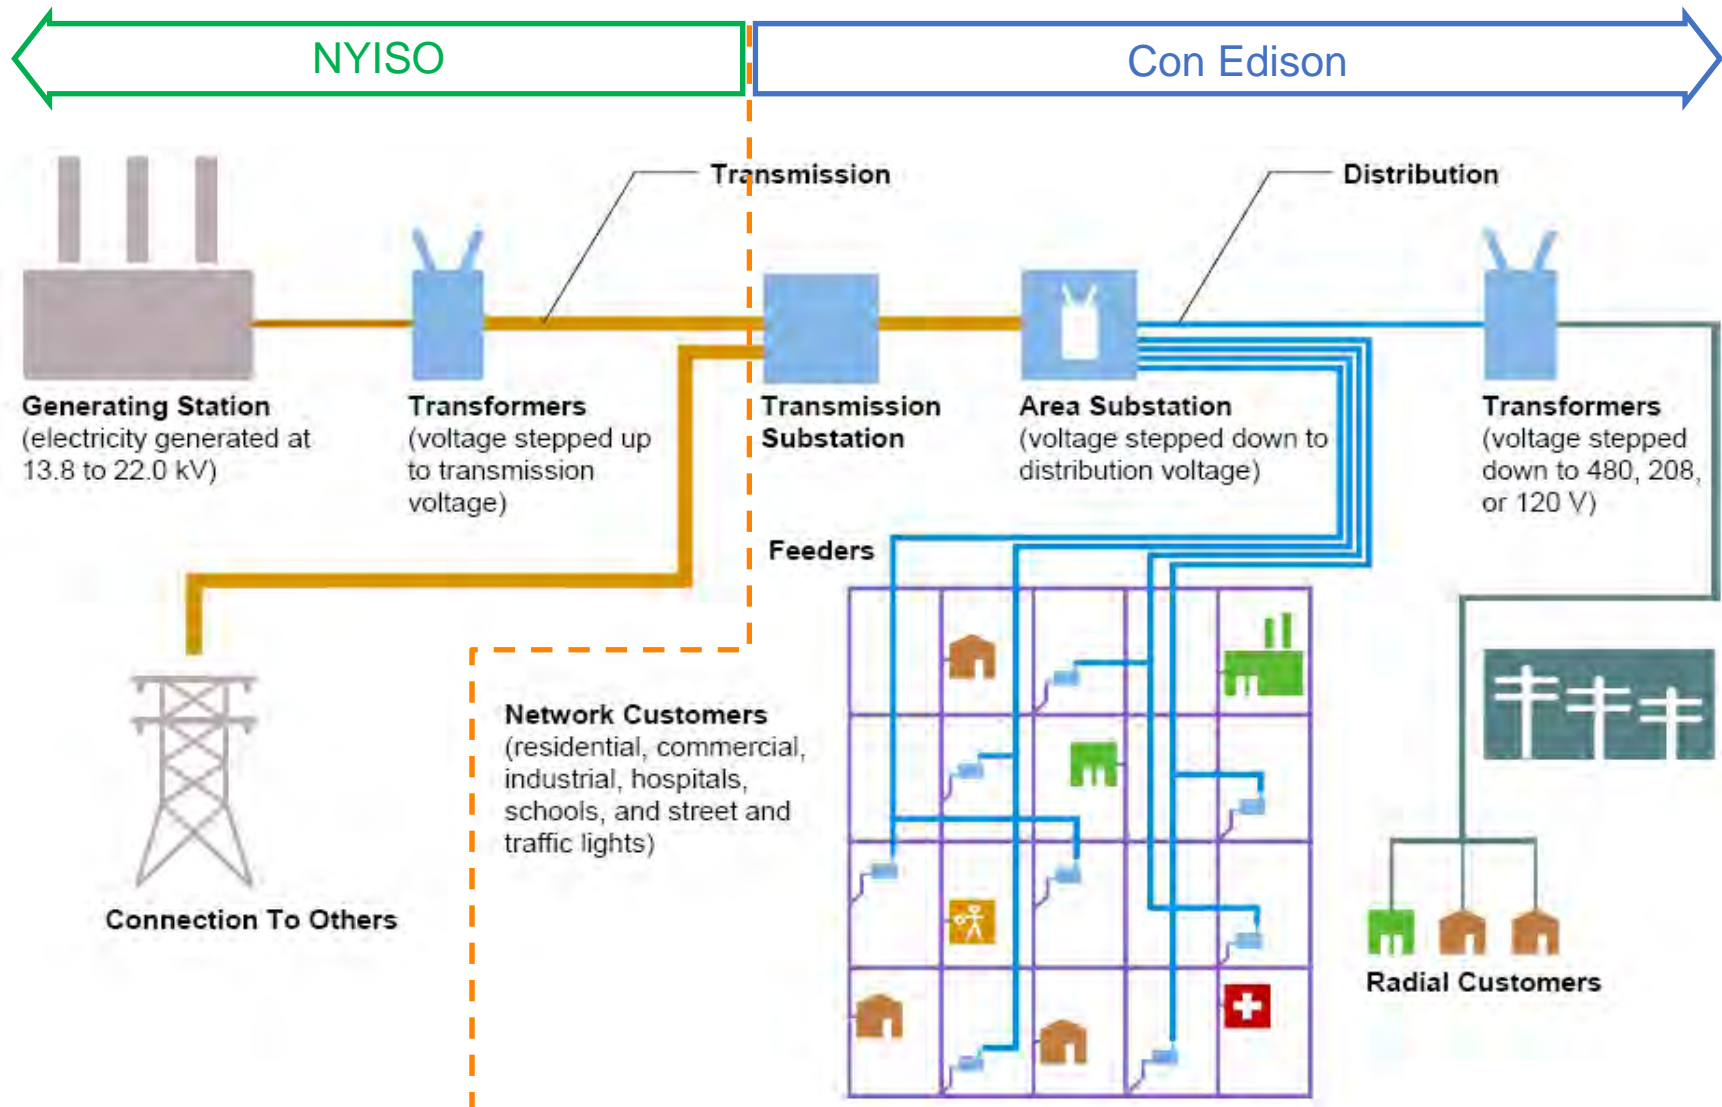 NYISO
Con Edison
Transmission
Distribution
Generating Station
(electricity generated at
13.8 to 22.0 kV)
Transformers
(voltage stepped up
to transmission
voltage)
Transmission
Substation
Area Substation
(voltage stepped down to
distribution voltage)
Transformers
(voltage stepped
down to 480, 208,
or 120 V)
Feeders
Network Customers
(residential, commercial,
industrial, hospitals,
schools, and street and
traffic lights)
Connection To Others
Radial Customers